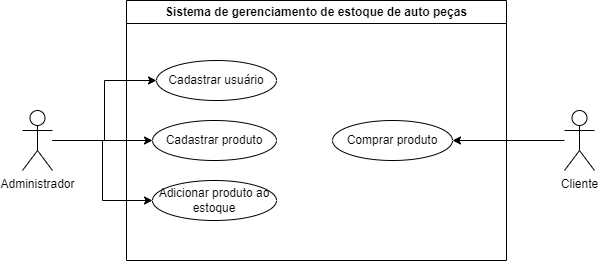 Sistema de gerenciamento de estoque de auto peças
Cadastrar usuário
Cadastrar produto
Comprar produto
Adicionar produto ao
estoque
Administrador
Cliente